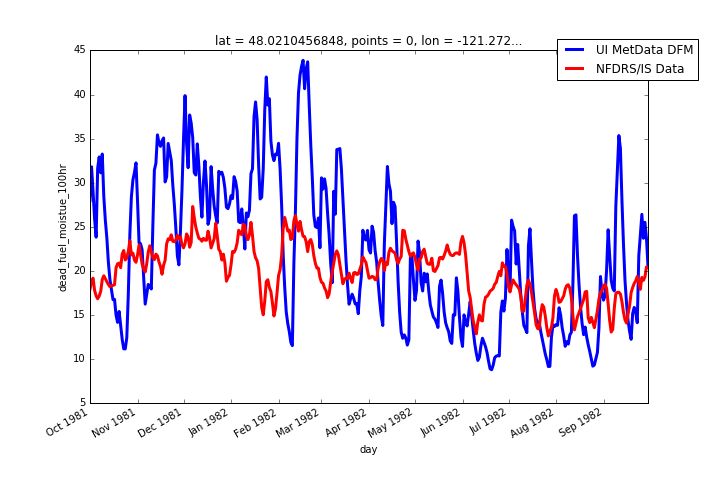 lat = 48.0210456848, points = 0, lon = -121.272...
UI MetData DFM
NFDRS/IS Data
dead_fuel_moistue_100hr
45
40
35
30
25
20
15
10
5
Oct 1981
Nov 1981
Dec 1981
Jan 1982
Feb 1982
Mar 1982
Apr 1982
May 1982
Jun 1982
Jul 1982
Aug 1982
Sep 1982
day